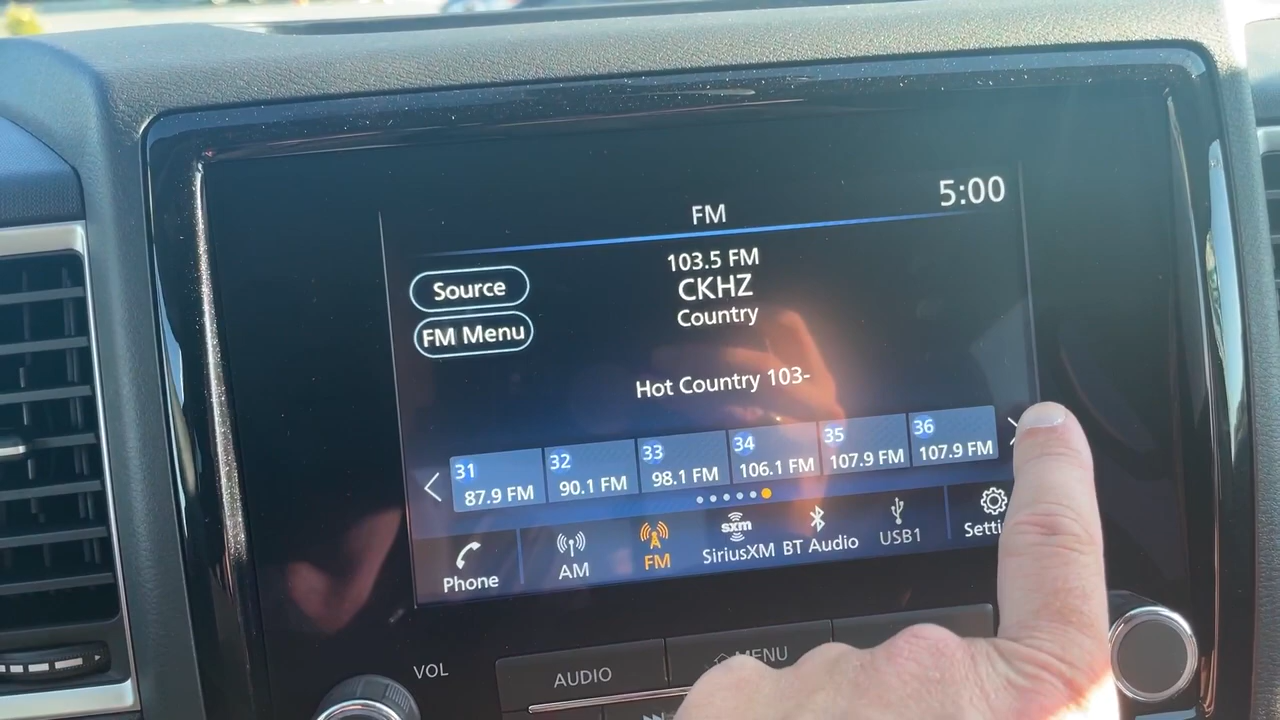 5:00
FM
103.5 FM
CKHZ
Country
Source
FM Menu
Hot Country 103-
31 32 33 34 35 36
87.9 FM 90.1 FM 98.1 FM 106.1 FM 107.9 FM 107.9 FM
Phone AM FM sxm SiriusXM BT Audio USB1 Setti
VOL
AUDIO
MENU